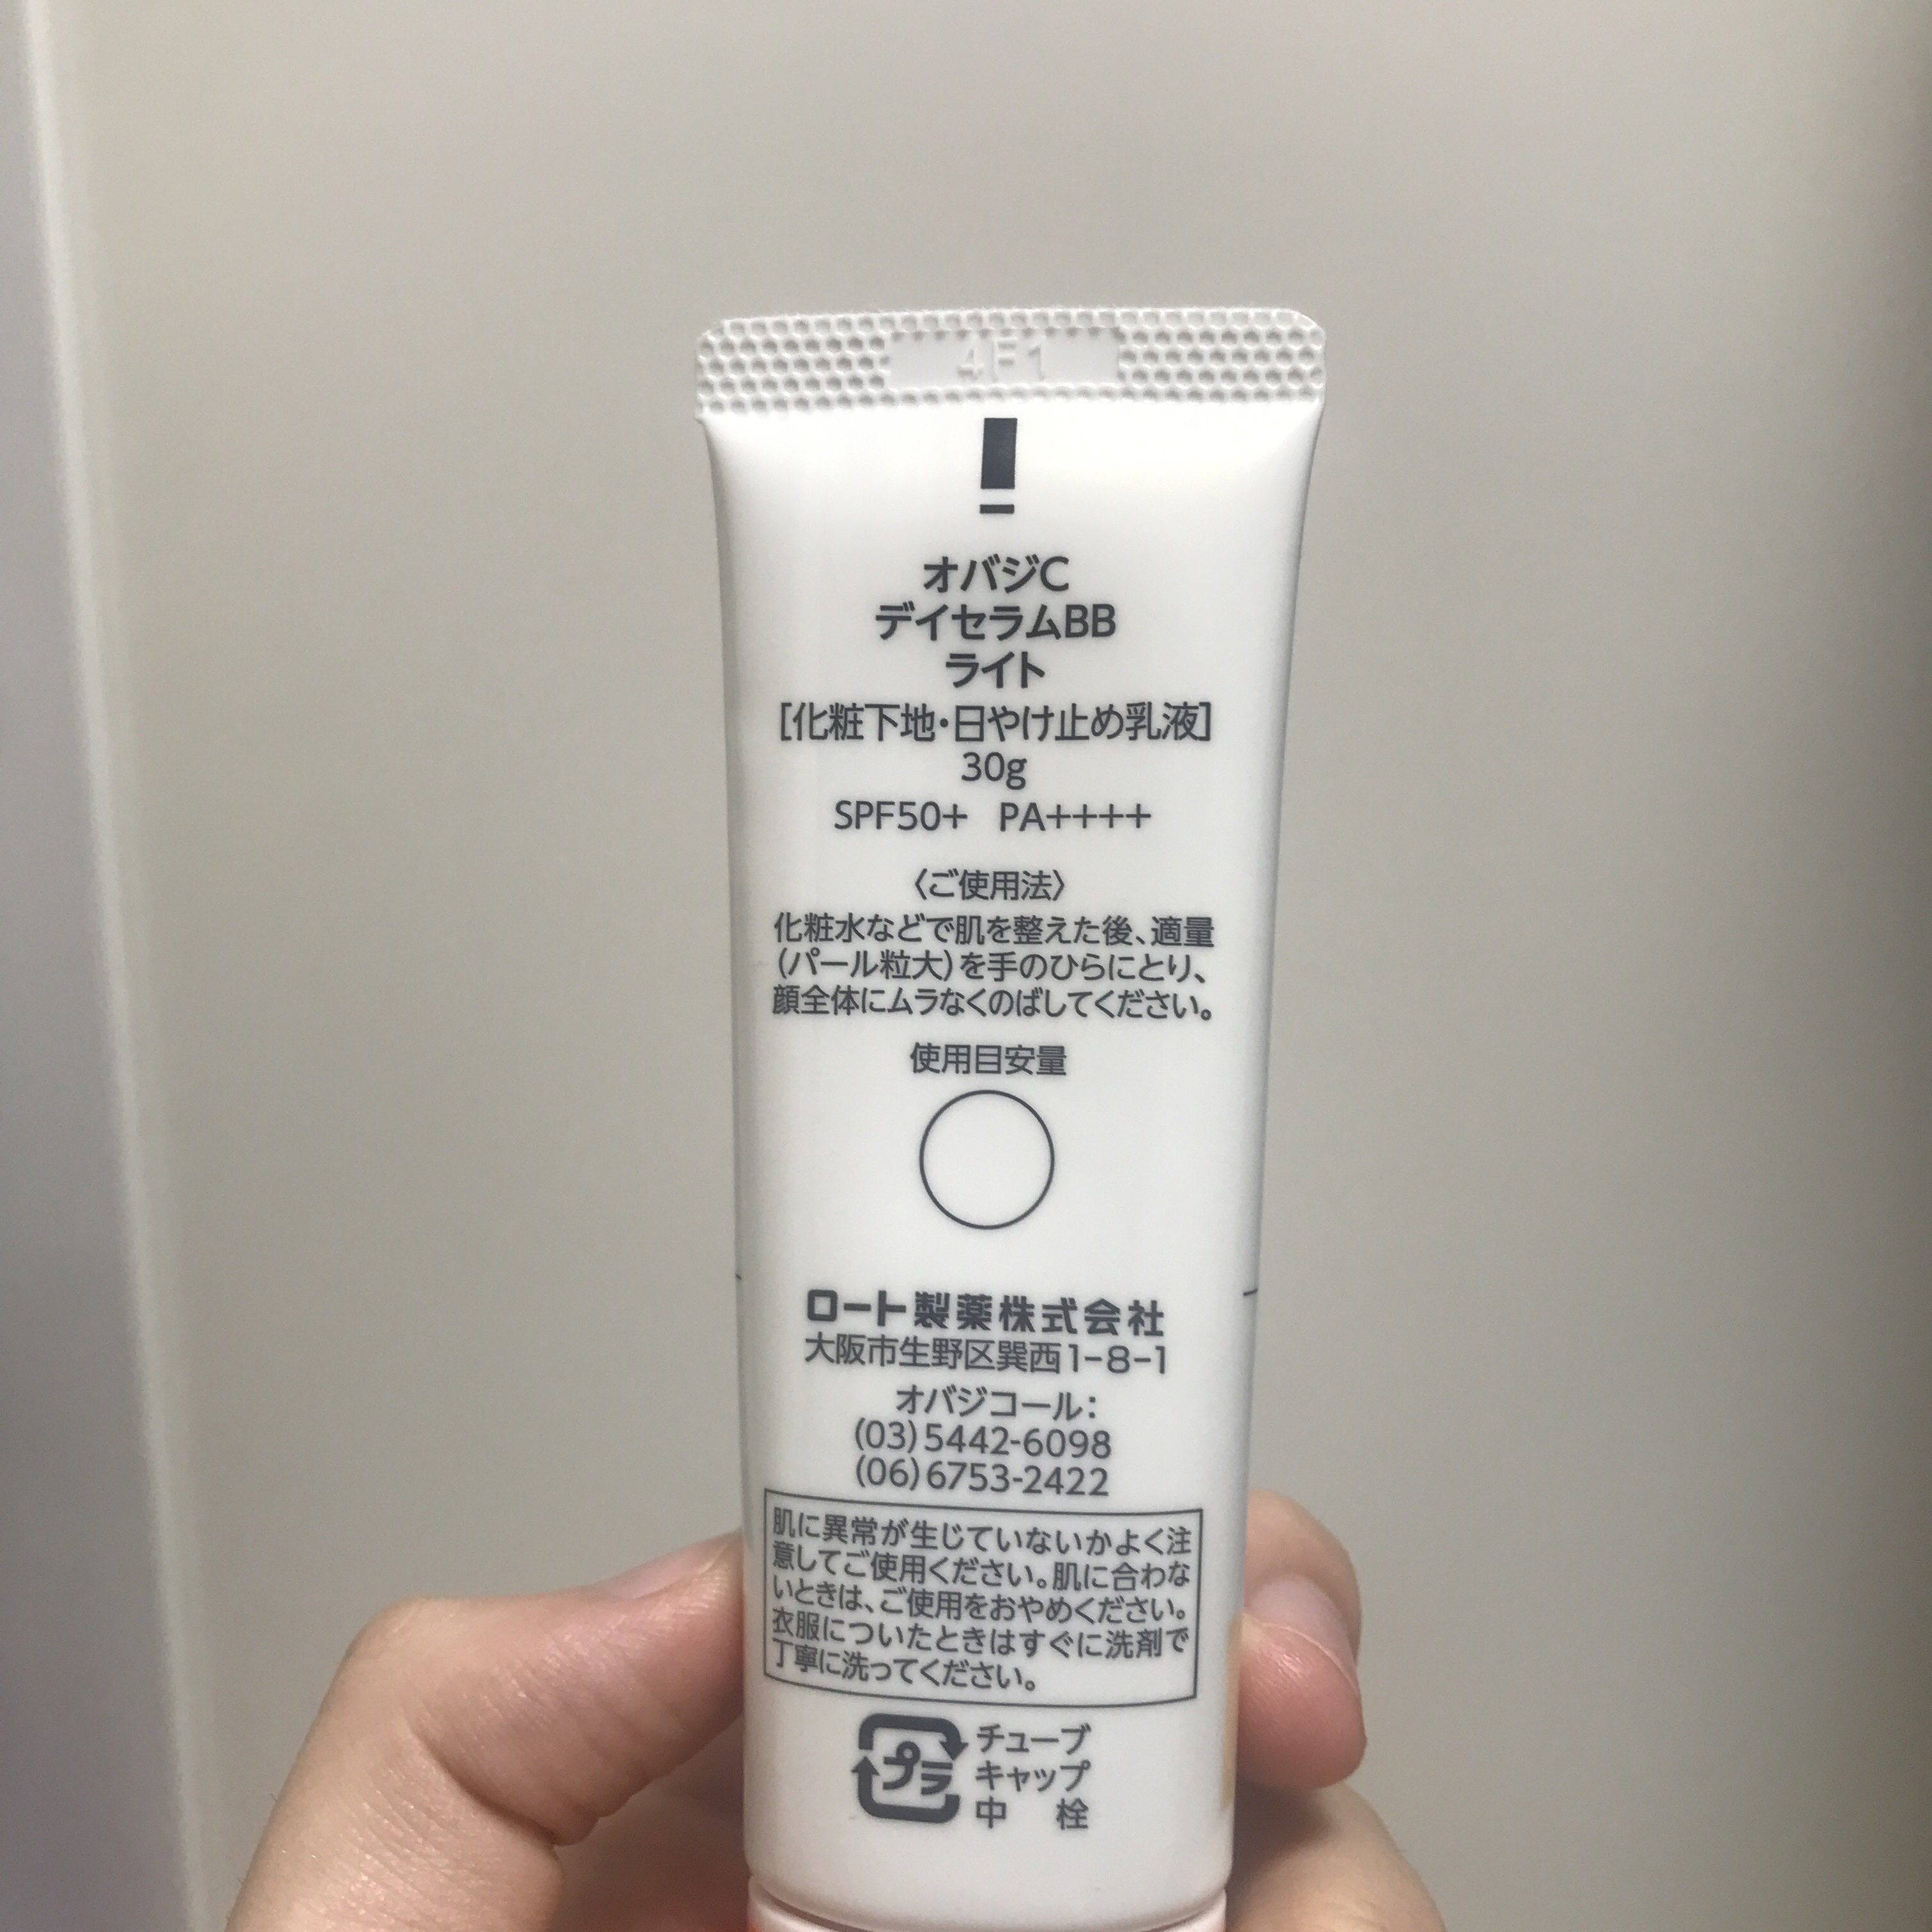 4F1
オバジC
デイセラムBB
ライト
［化粧下地・日やけ止め乳液］
30g
SPF50+ PA++++
〈ご使用法〉
化粧水などで肌を整えた後、適量
(パール粒大)を手のひらにとり、
顔全体にムラなくのばしてください。
使用目安量
ロート製薬株式会社
大阪市生野区巽西1-8-1
オバジコール：
(03)5442-6098
(06)6753-2422
肌に異常が生じていないかよく注
意してご使用ください。肌に合わな
いときは、ご使用をおやめください。
衣服についたときはすぐに洗剤で
丁寧に洗ってください。
プラ
チューブ
キャップ
中 栓